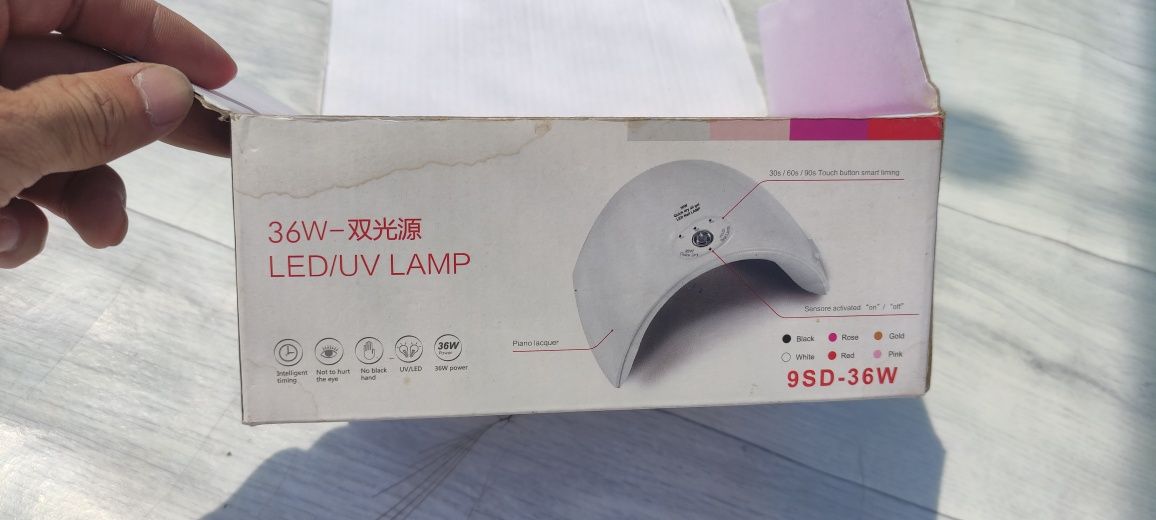 30s / 60s / 90s Touch button smart timing
36W-双光源
LED/UV LAMP
Sensore activated "on" / "off"
Piano lacquer
Black
Rose
Gold
White
Red
Pink
9SD-36W
36W
Power
Intelligent
timing
Not to hurt
the eye
No black
hand
UV/LED
36W power